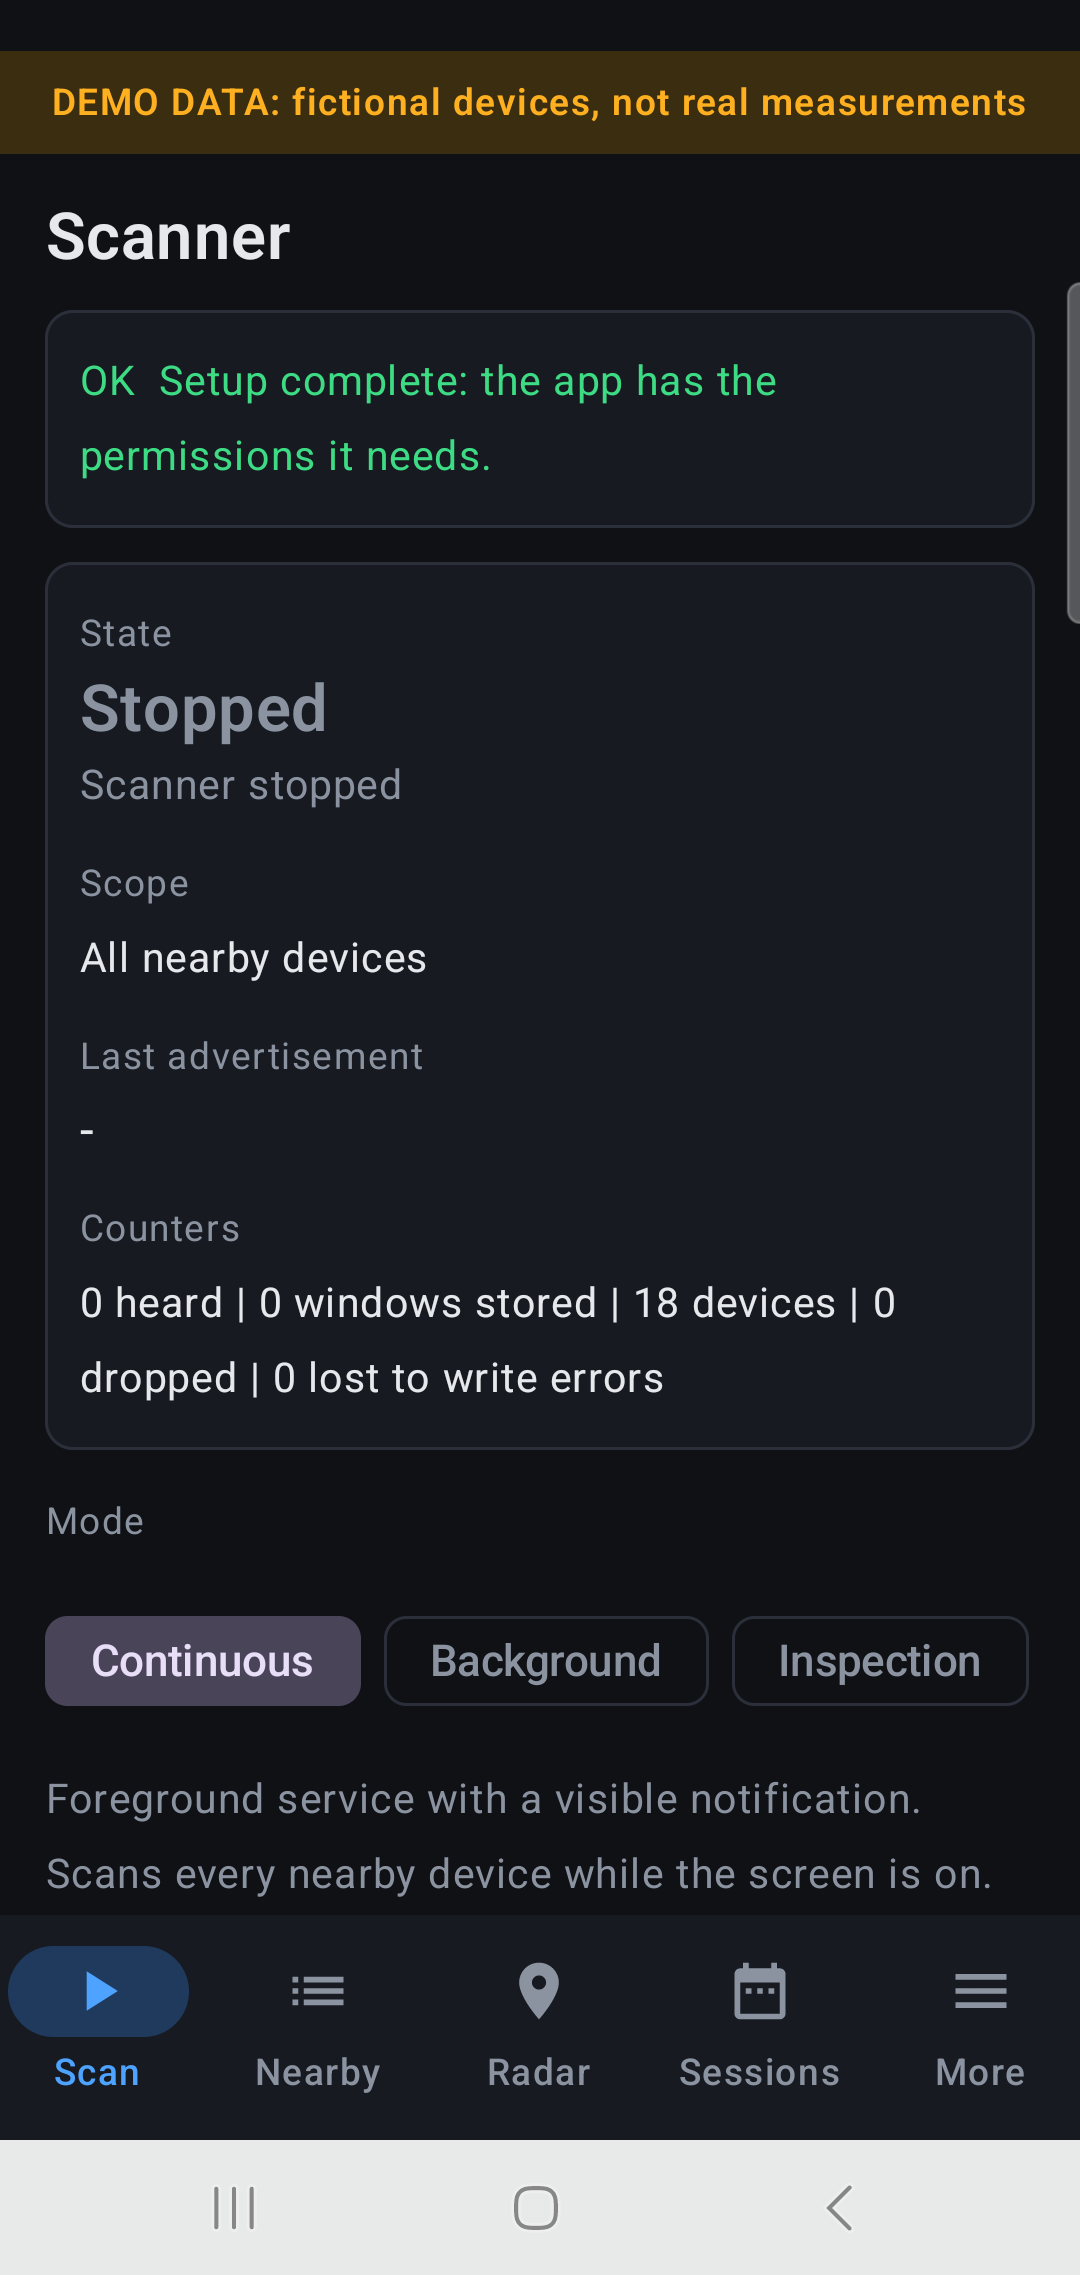 DEMO DATA: fictional devices, not real measurements
Scanner
OK  Setup complete: the app has the
permissions it needs.
State
Stopped
Scanner stopped
Scope
All nearby devices
Last advertisement
-
Counters
0 heard | 0 windows stored | 18 devices | 0
dropped | 0 lost to write errors
Mode
Continuous Background Inspection
Foreground service with a visible notification.
Scans every nearby device while the screen is on.
Scan Nearby Radar Sessions More